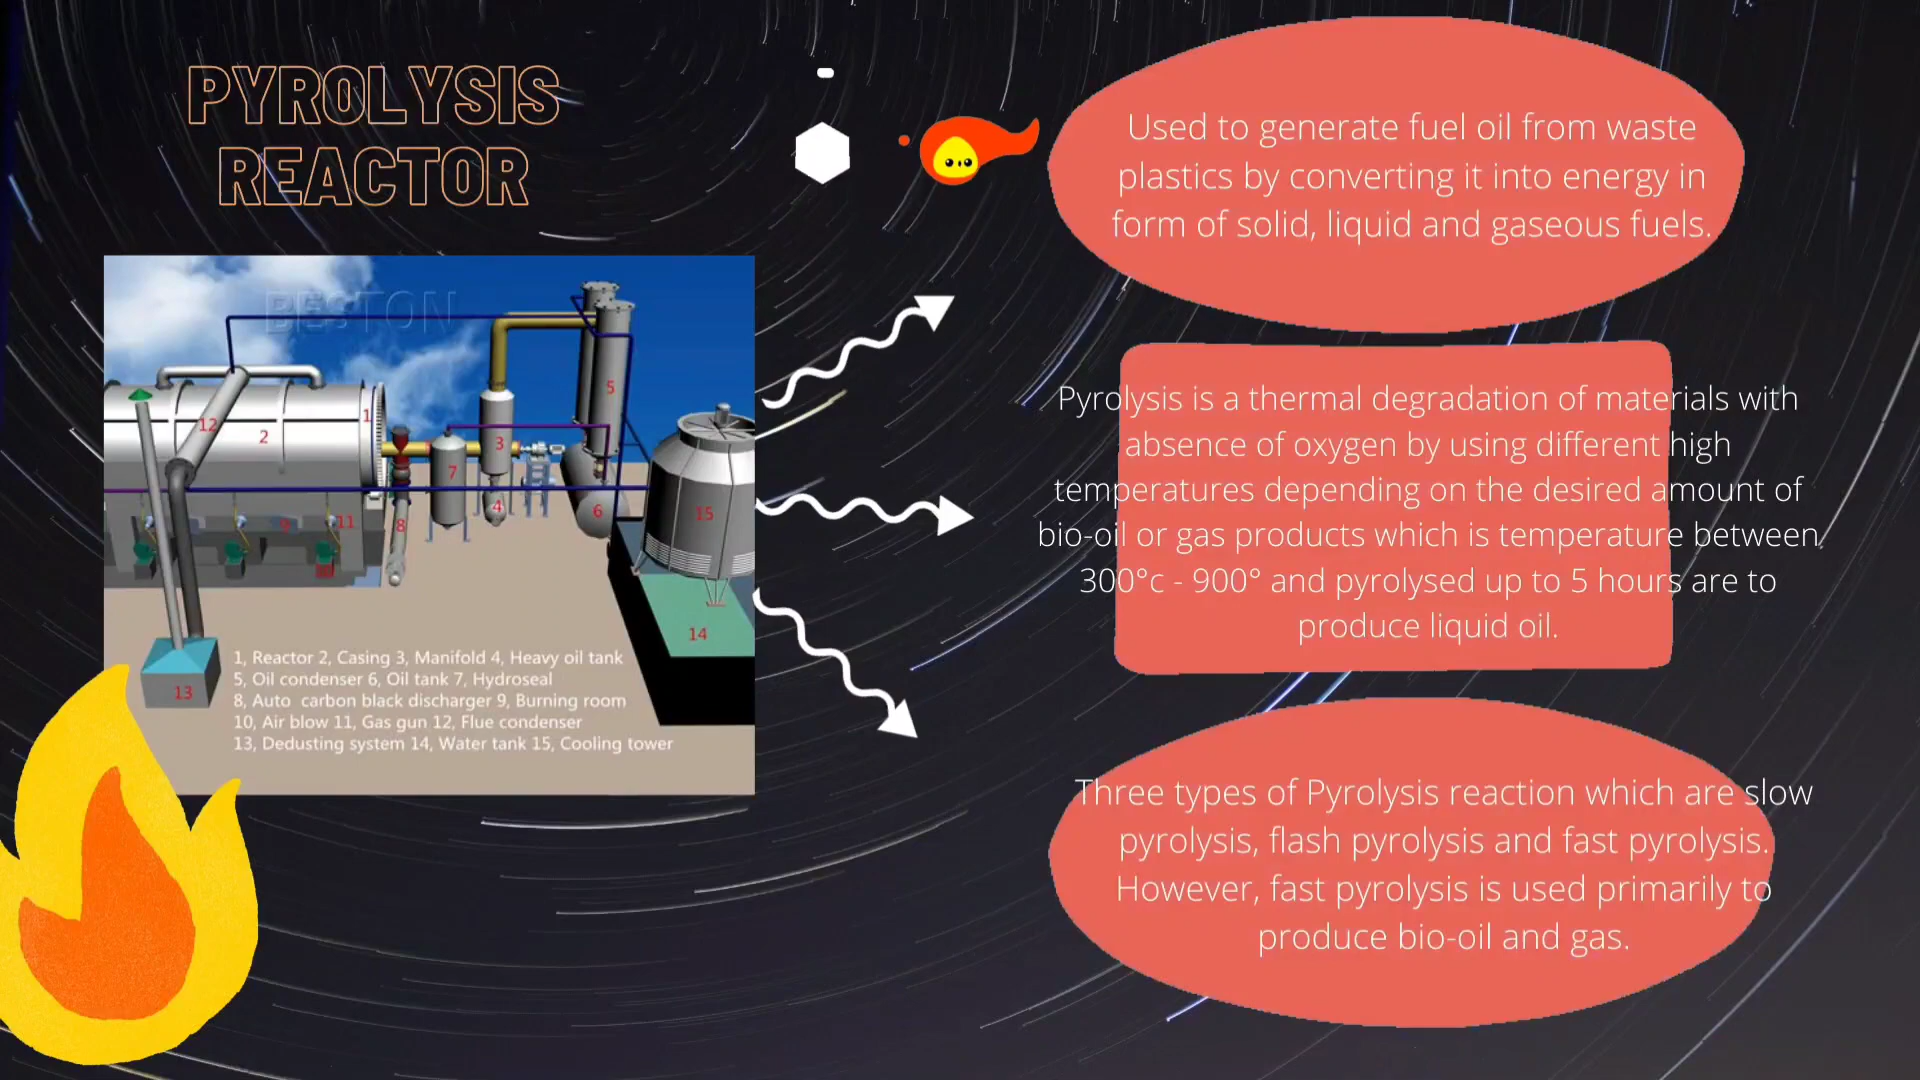 PYROLYSIS
REACTOR
Used to generate fuel oil from waste
plastics by converting it into energy in
form of solid, liquid and gaseous fuels.
BESTON
5
12
1
2
3
7
4
6
15
9
11
8
14
13
1, Reactor 2, Casing 3, Manifold 4, Heavy oil tank
5, Oil condenser 6, Oil tank 7, Hydroseal
8, Auto carbon black discharger 9, Burning room
10, Air blow 11, Gas gun 12, Flue condenser
13, Dedusting system 14, Water tank 15, Cooling tower
Pyrolysis is a thermal degradation of materials with
absence of oxygen by using different high
temperatures depending on the desired amount of
bio-oil or gas products which is temperature between
300°c - 900° and pyrolysed up to 5 hours are to
produce liquid oil.
Three types of Pyrolysis reaction which are slow
pyrolysis, flash pyrolysis and fast pyrolysis.
However, fast pyrolysis is used primarily to
produce bio-oil and gas.